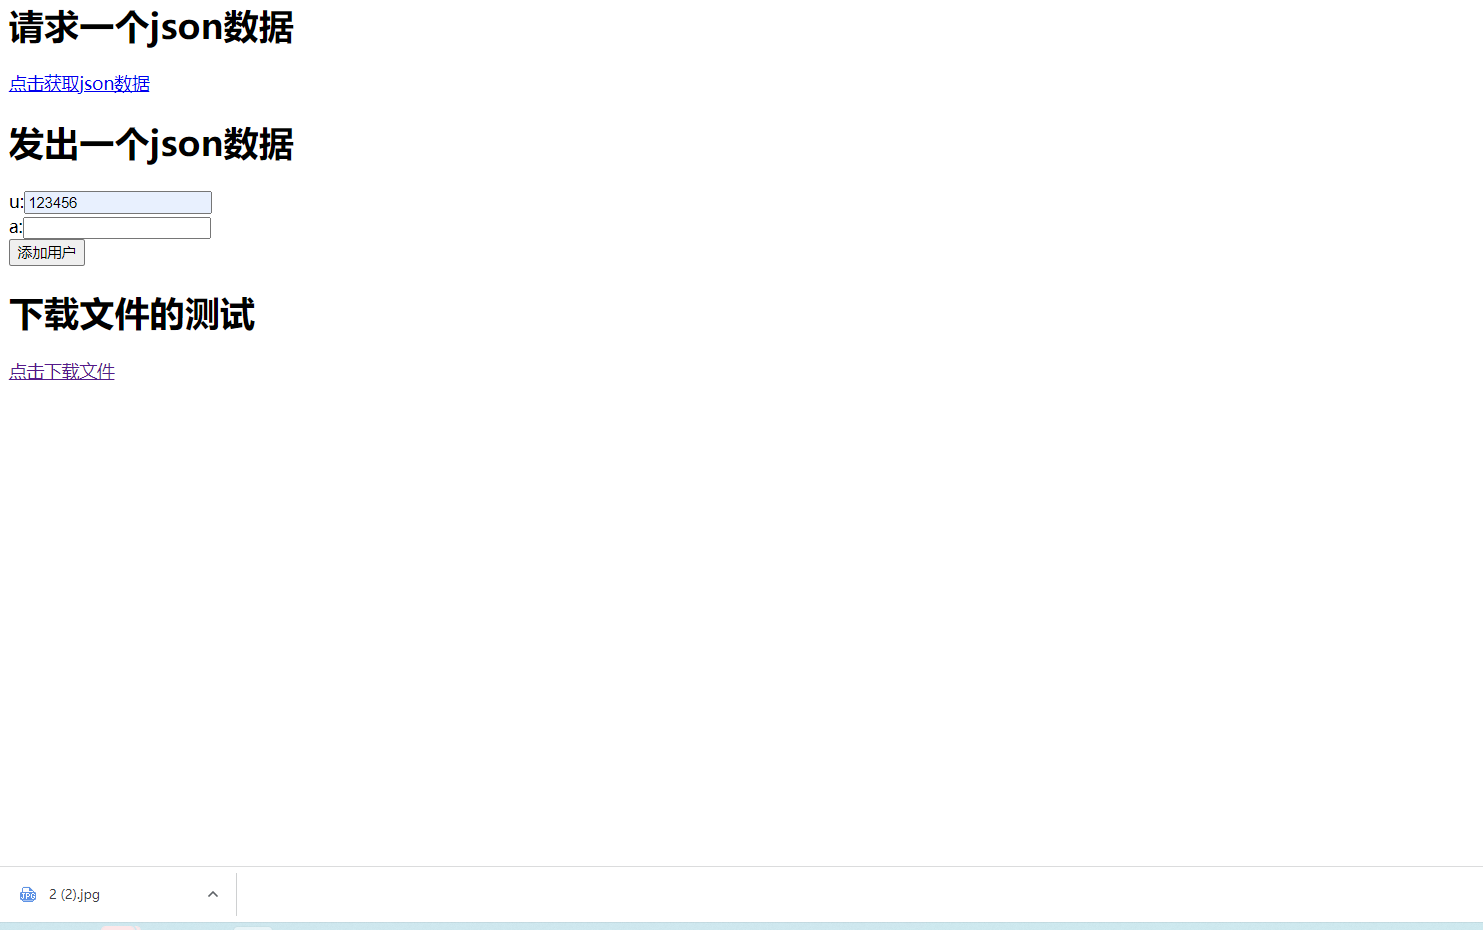 请求一个json数据
点击获取json数据
发出一个json数据
u:123456
a:
添加用户
下载文件的测试
点击下载文件
JPG 2 (2).jpg